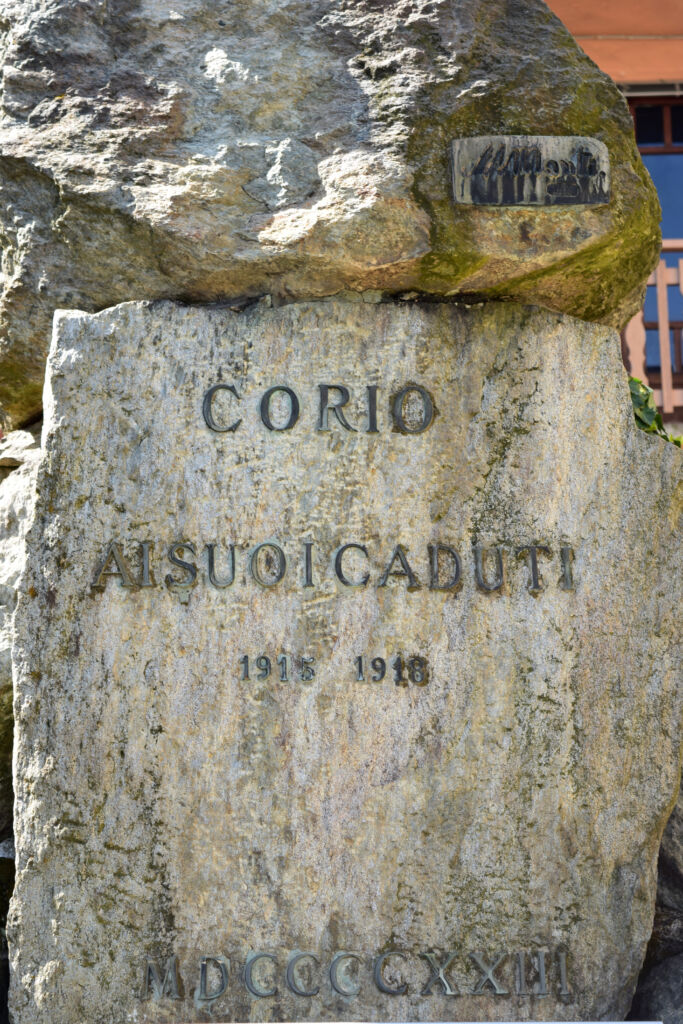 CORIO
AI SUOI CADUTI
1915 1918
MDCCCCXXIII